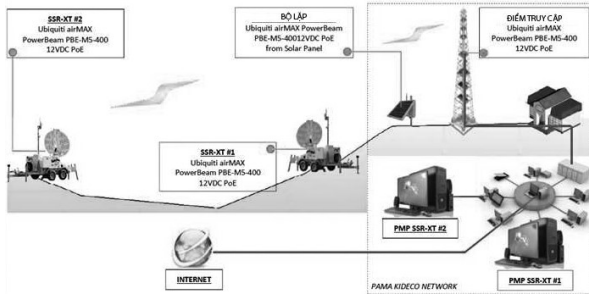 SSR-XT #2
Ubiquiti airMAX
PowerBeam PBE-M5-400
12VDC PoE
BỘ LẶP
Ubiquiti airMAX PowerBeam
PBE-M5-40012VDC PoE
from Solar Panel
ĐIỂM TRUY CẬP
Ubiquiti airMAX
PowerBeam PBE-M5-400
12VDC PoE
SSR-XT #1
Ubiquiti airMAX
PowerBeam PBE-M5-400
12VDC PoE
PMP SSR-XT #2
INTERNET
PMP SSR-XT #1
PAMA KIDECO NETWORK